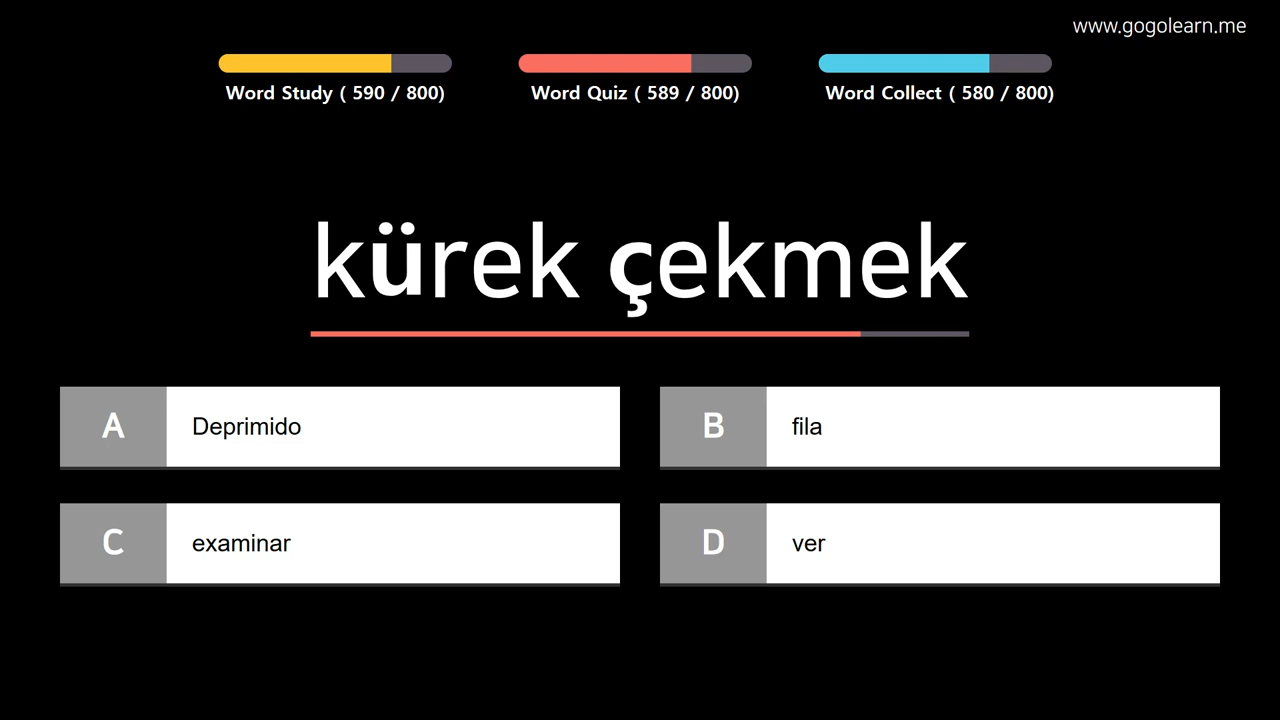 www.gogolearn.me
Word Study ( 590 / 800)
Word Quiz ( 589 / 800)
Word Collect ( 580 / 800)
kürek çekmek
A
Deprimido
B
fila
C
examinar
D
ver